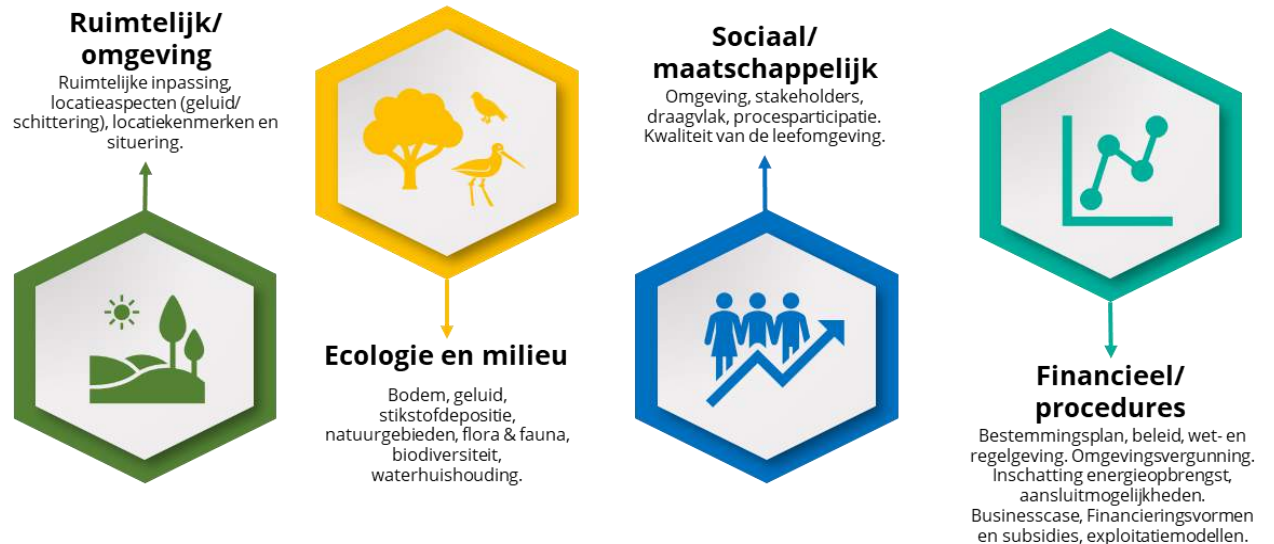 Ruimtelijk/
omgeving
Ruimtelijke inpassing,
locatieaspecten (geluid/
schittering), locatiekenmerken en
situering.
Ecologie en milieu
Bodem, geluid,
stikstofdepositie,
natuurgebieden, flora & fauna,
biodiversiteit,
waterhuishouding.
Sociaal/
maatschappelijk
Omgeving, stakeholders,
draagvlak, procesparticipatie.
Kwaliteit van de leefomgeving.
Financieel/
procedures
Bestemmingsplan, beleid, wet- en
regelgeving. Omgevingsvergunning.
Inschatting energieopbrengst,
aansluitmogelijkheden.
Businesscase, Financieringsvormen
en subsidies, exploitatiemodellen.